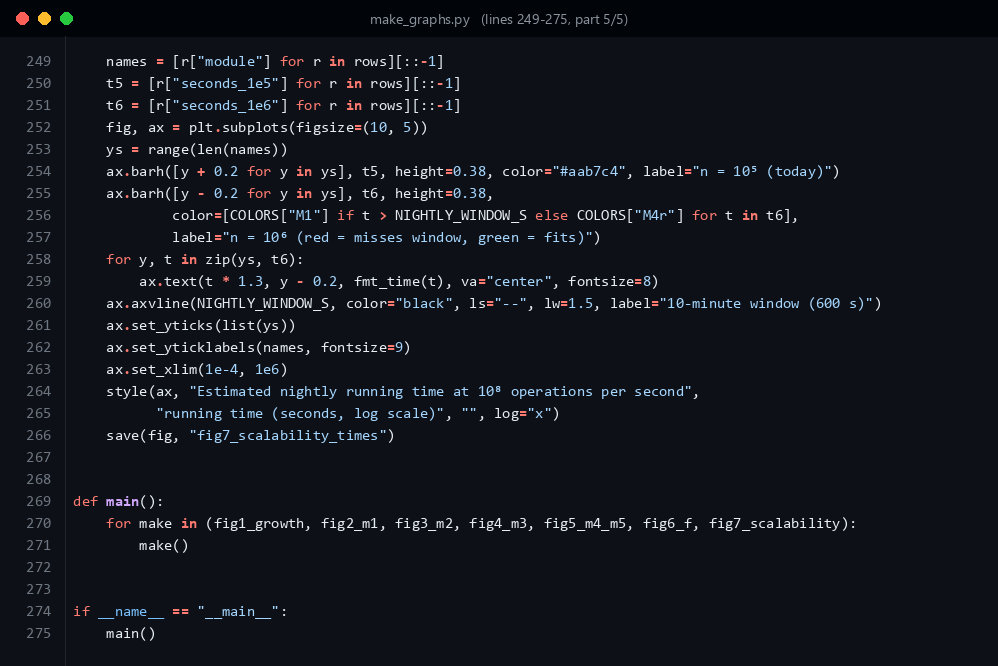 make_graphs.py (lines 249-275, part 5/5)
249 names = [r["module"] for r in rows][::-1]
250 t5 = [r["seconds_1e5"] for r in rows][::-1]
251 t6 = [r["seconds_1e6"] for r in rows][::-1]
252 fig, ax = plt.subplots(figsize=(10, 5))
253 ys = range(len(names))
254 ax.barh([y + 0.2 for y in ys], t5, height=0.38, color="#aab7c4", label="n = 10⁵ (today)")
255 ax.barh([y - 0.2 for y in ys], t6, height=0.38,
256 color=[COLORS["M1"] if t > NIGHTLY_WINDOW_S else COLORS["M4r"] for t in t6],
257 label="n = 10⁶ (red = misses window, green = fits)")
258 for y, t in zip(ys, t6):
259 ax.text(t * 1.3, y - 0.2, fmt_time(t), va="center", fontsize=8)
260 ax.axvline(NIGHTLY_WINDOW_S, color="black", ls="--", lw=1.5, label="10-minute window (600 s)")
261 ax.set_yticks(list(ys))
262 ax.set_yticklabels(names, fontsize=9)
263 ax.set_xlim(1e-4, 1e6)
264 style(ax, "Estimated nightly running time at 10⁸ operations per second",
265 "running time (seconds, log scale)", "", log="x")
266 save(fig, "fig7_scalability_times")
267
268
269 def main():
270 for make in (fig1_growth, fig2_m1, fig3_m2, fig4_m3, fig5_m4_m5, fig6_f, fig7_scalability):
271 make()
272
273
274 if __name__ == "__main__":
275 main()